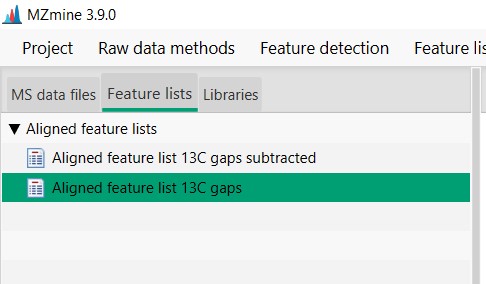 MZmine 3.9.0
Project Raw data methods Feature detection Feature lis
MS data files Feature lists Libraries
▼ Aligned feature lists
Aligned feature list 13C gaps subtracted
Aligned feature list 13C gaps